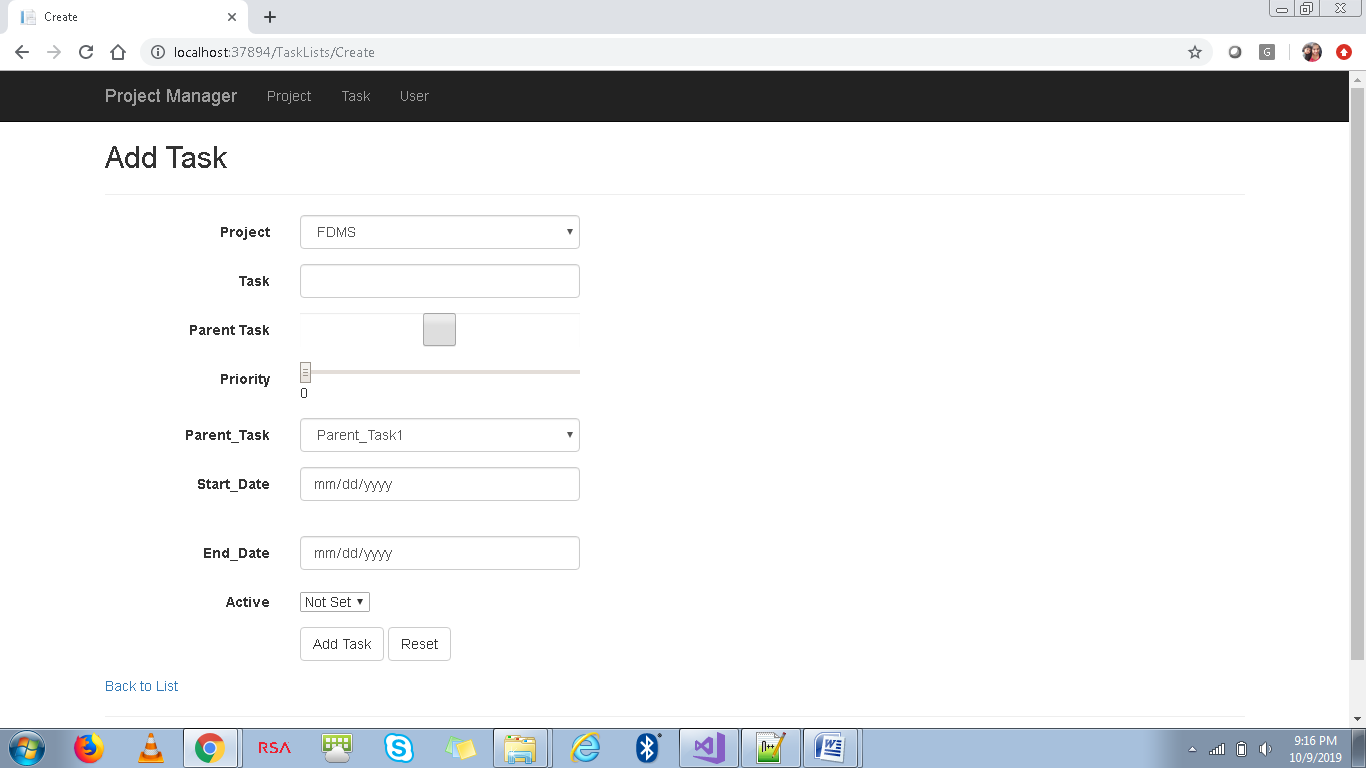 Create
localhost:37894/TaskLists/Create
G
Project Manager Project Task User
Add Task
Project FDMS
Task
Parent Task
Priority
0
Parent_Task Parent_Task1
Start_Date mm/dd/yyyy
End_Date mm/dd/yyyy
Active Not Set
Add Task Reset
Back to List
RSA
9:16 PM
10/9/2019